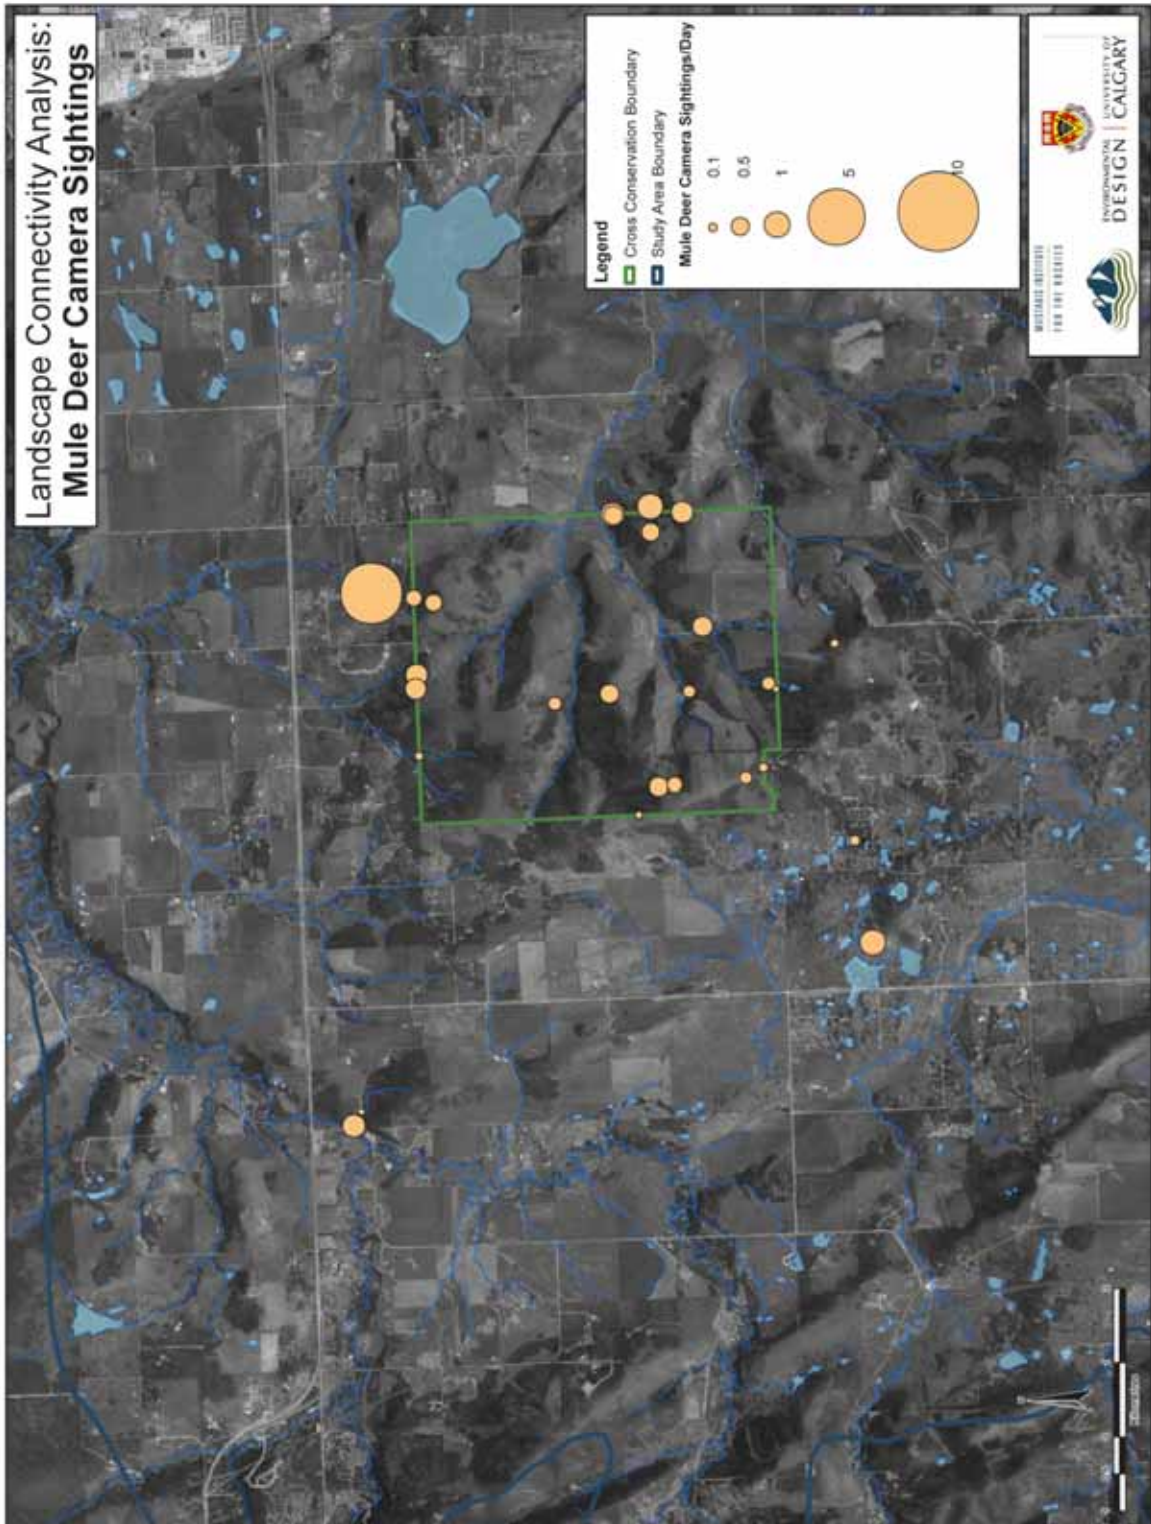 Landscape Connectivity Analysis:
Mule Deer Camera Sightings
Legend
Cross Conservation Boundary
Study Area Boundary
Mule Deer Camera Sightings/Day
0.1
0.5
1
5
10
MIISTAKIS INSTITUTE
FOR THE ROCKIES
ENVIRONMENTAL
DESIGN
UNIVERSITY OF
CALGARY